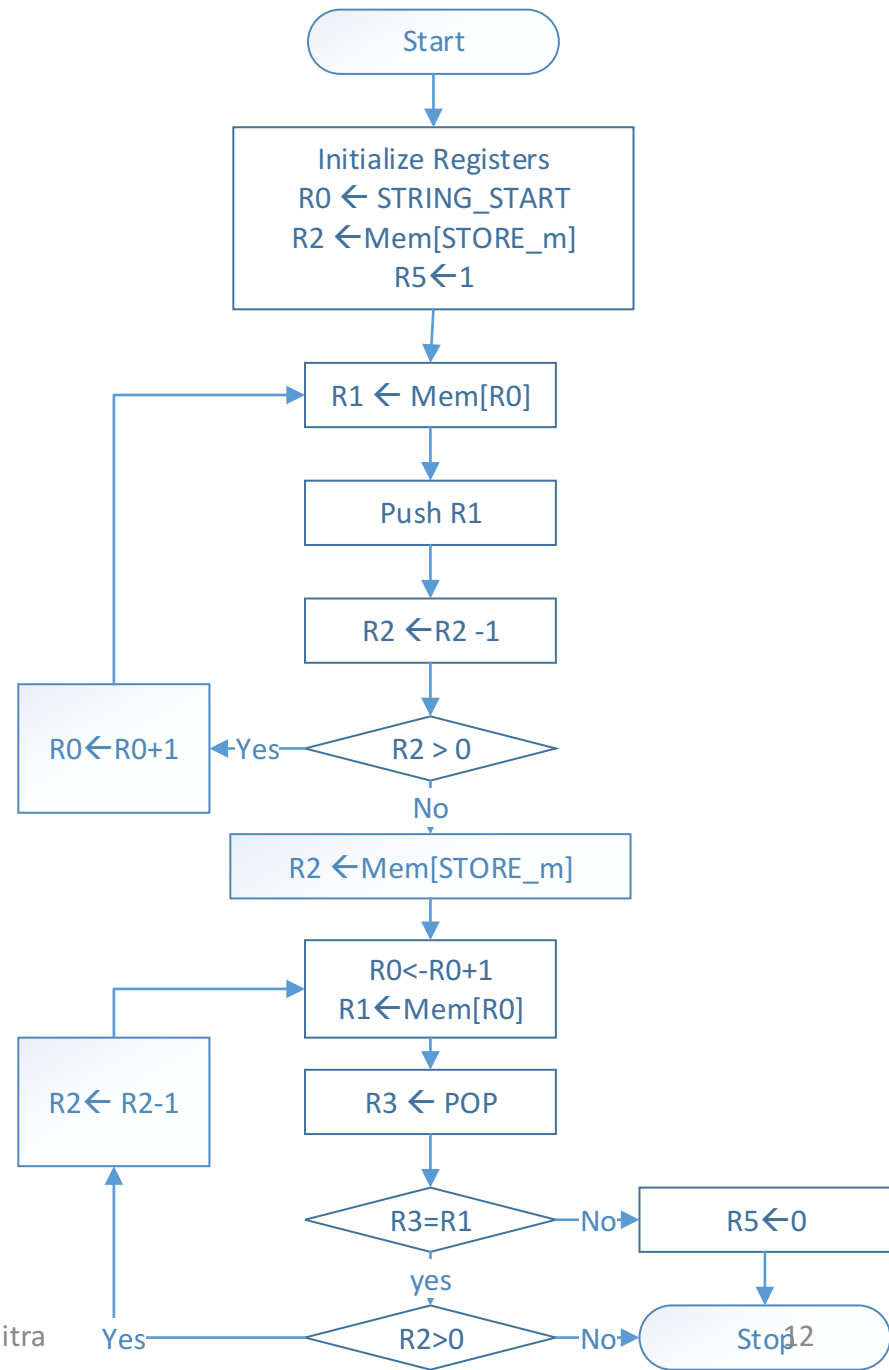 Start
Initialize Registers
R0 ← STRING_START
R2 ←Mem[STORE_m]
R5←1
R1 ← Mem[R0]
Push R1
R2 ←R2 -1
R0←R0+1
Yes
R2 > 0
No
R2 ←Mem[STORE_m]
R0<-R0+1
R1←Mem[R0]
R2← R2-1
R3 ← POP
R3=R1
No
R5←0
yes
itra
Yes
R2>0
No
Stop
12